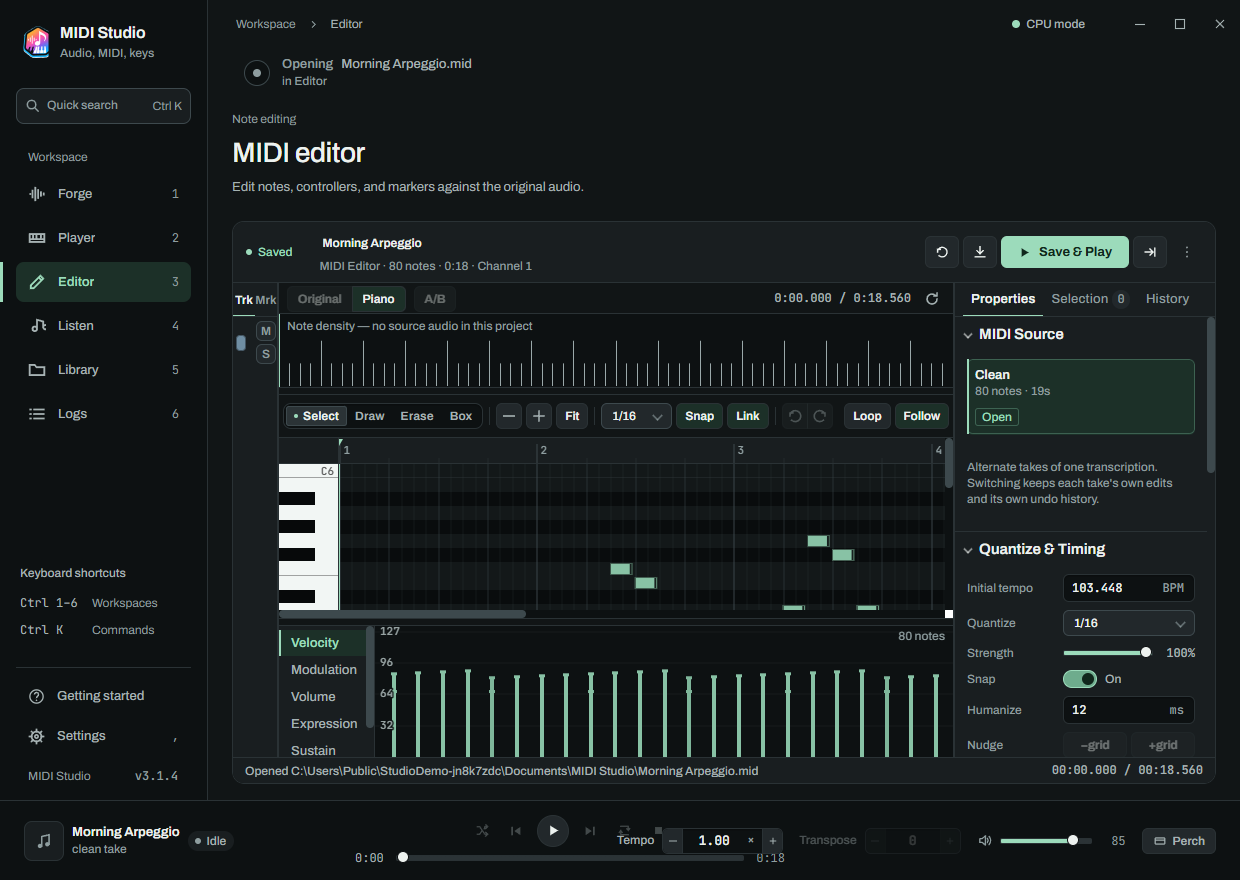 MIDI Studio
Audio, MIDI, keys
Quick search Ctrl K
Workspace
Forge 1
Player 2
Editor 3
Listen 4
Library 5
Logs 6
Keyboard shortcuts
Ctrl 1–6 Workspaces
Ctrl K Commands
Getting started
Settings ,
MIDI Studio v3.1.4
Workspace › Editor
CPU mode
Opening Morning Arpeggio.mid
in Editor
Note editing
MIDI editor
Edit notes, controllers, and markers against the original audio.
Saved
Morning Arpeggio
MIDI Editor · 80 notes · 0:18 · Channel 1
Save & Play
Trk Mrk
Original Piano A/B
0:00.000 / 0:18.560
M
S
Note density — no source audio in this project
Select Draw Erase Box
Fit
1/16
Snap Link
Loop Follow
1 2 3 4
C6
Velocity
Modulation
Volume
Expression
Sustain
127
96
64
32
80 notes
Properties Selection 0 History
MIDI Source
Clean
80 notes · 19s
Open
Alternate takes of one transcription.
Switching keeps each take's own edits
and its own undo history.
Quantize & Timing
Initial tempo 103.448 BPM
Quantize 1/16
Strength 100%
Snap On
Humanize 12 ms
Nudge −grid +grid
Opened C:\Users\Public\StudioDemo-jn8k7zdc\Documents\MIDI Studio\Morning Arpeggio.mid
00:00.000 / 00:18.560
Morning Arpeggio
clean take
Idle
0:00
0:18
Tempo − 1.00 × +
Transpose − 0 +
85
Perch